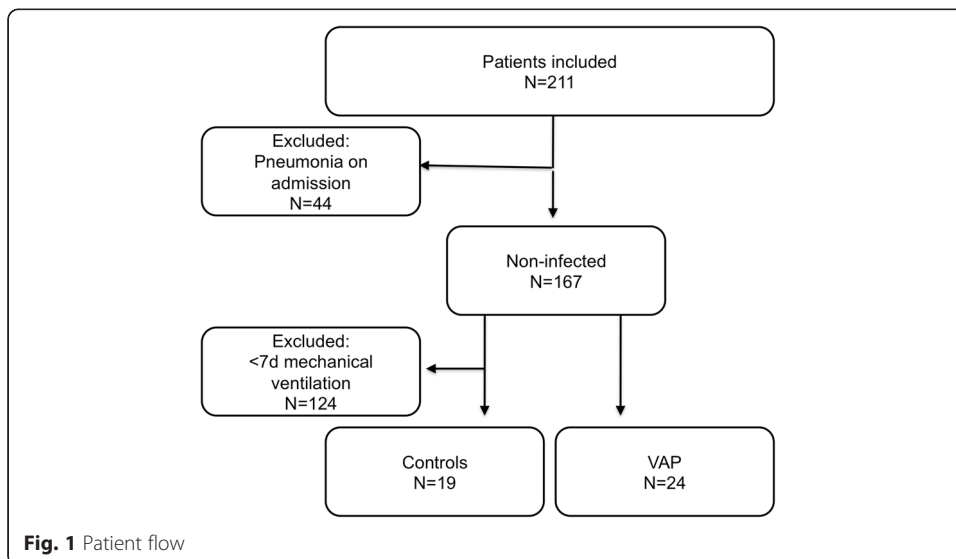 Patients included
N=211
Excluded:
Pneumonia on
admission
N=44
Non-infected
N=167
Excluded:
<7d mechanical
ventilation
N=124
Controls
N=19
VAP
N=24
Fig. 1 Patient flow